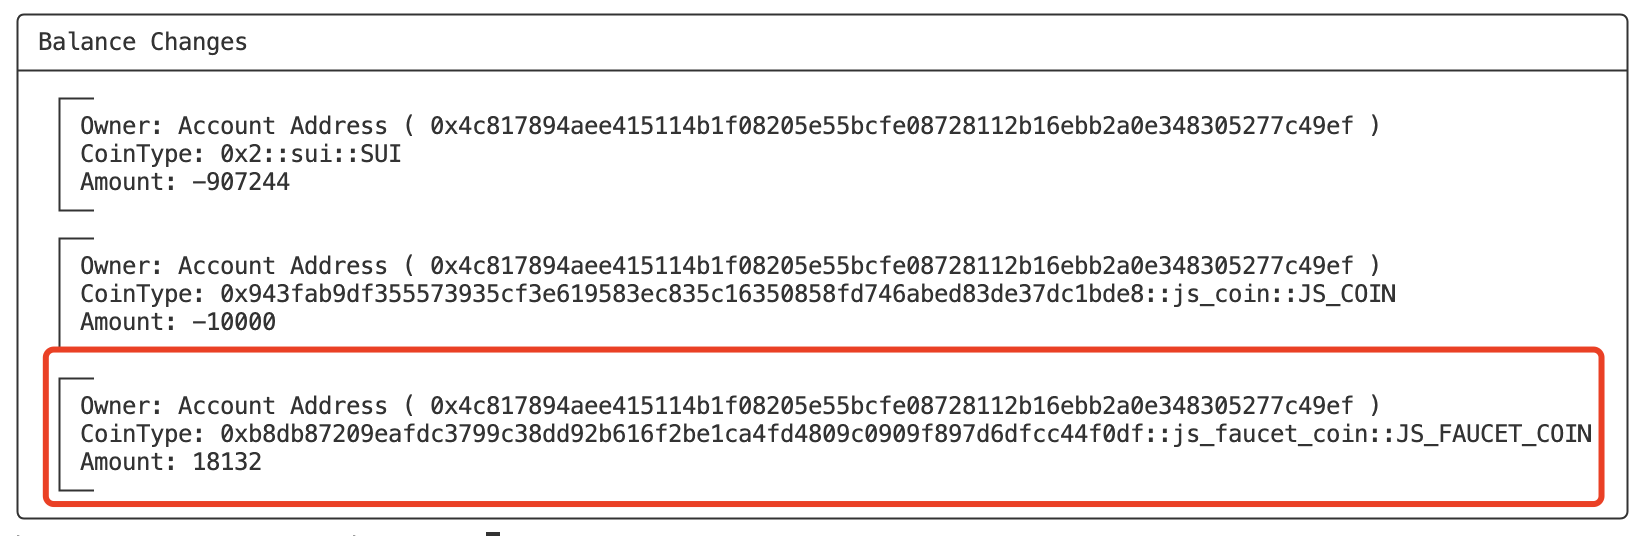 Balance Changes
Owner: Account Address ( 0x4c817894aee415114b1f08205e55bcfe08728112b16ebb2a0e348305277c49ef )
CoinType: 0x2::sui::SUI
Amount: -907244
Owner: Account Address ( 0x4c817894aee415114b1f08205e55bcfe08728112b16ebb2a0e348305277c49ef )
CoinType: 0x943fab9df355573935cf3e619583ec835c16350858fd746abed83de37dc1bde8::js_coin::JS_COIN
Amount: -10000
Owner: Account Address ( 0x4c817894aee415114b1f08205e55bcfe08728112b16ebb2a0e348305277c49ef )
CoinType: 0xb8db87209eafdc3799c38dd92b616f2be1ca4fd4809c0909f897d6dfcc44f0df::js_faucet_coin::JS_FAUCET_COIN
Amount: 18132